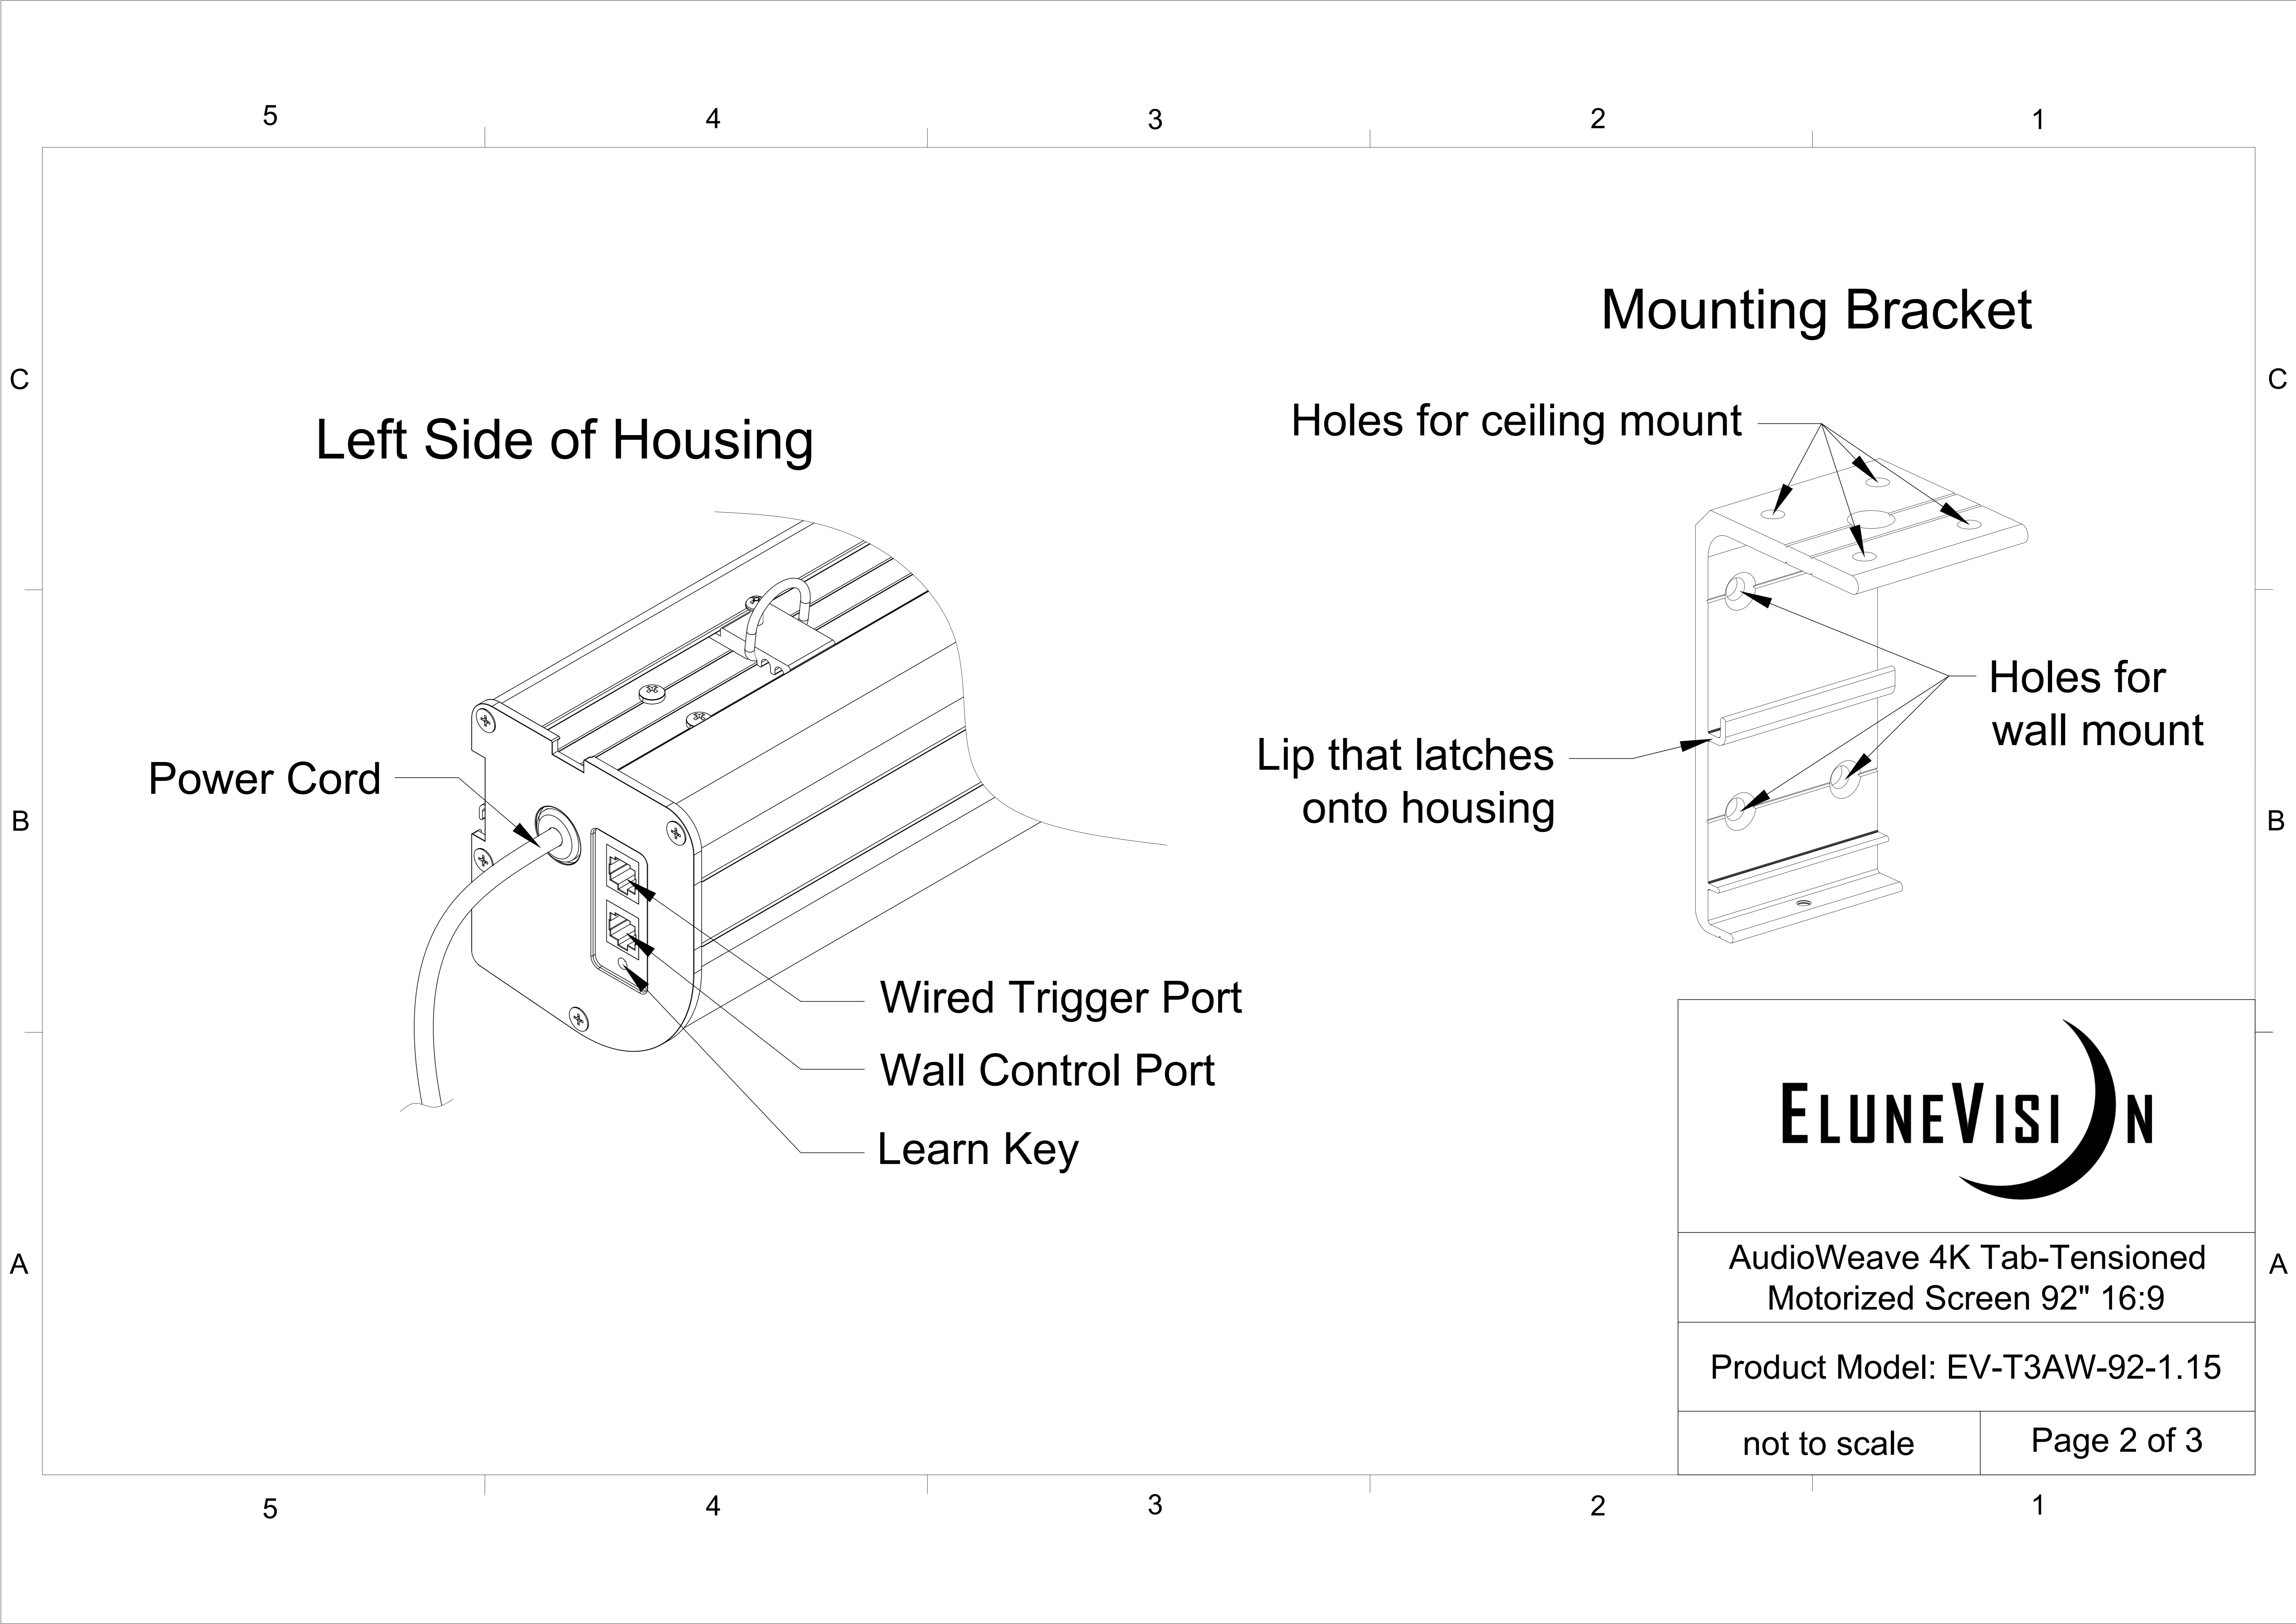 5 4 3 2 1
Mounting Bracket
C C
Holes for ceiling mount
Left Side of Housing
Holes for
wall mount
Lip that latches
onto housing
Power Cord
B B
Wired Trigger Port
Wall Control Port
Learn Key
ELUNEVISION
A A
AudioWeave 4K Tab-Tensioned
Motorized Screen 92" 16:9
Product Model: EV-T3AW-92-1.15
not to scale
Page 2 of 3
5 4 3 2 1